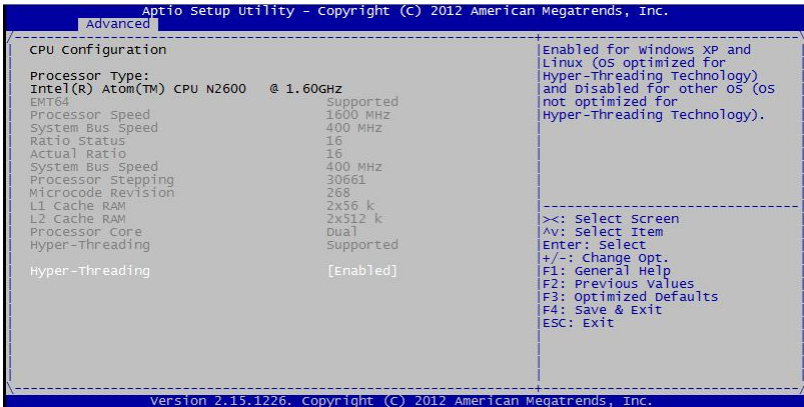 Aptio Setup Utility - Copyright (C) 2012 American Megatrends, Inc.
Advanced
CPU Configuration
Processor Type:
Intel(R) Atom(TM) CPU N2600 @ 1.60GHz
EMT64 Supported
Processor Speed 1600 MHz
System Bus Speed 400 MHz
Ratio Status 16
Actual Ratio 16
System Bus Speed 400 MHz
Processor Stepping 30661
Microcode Revision 268
L1 Cache RAM 2x56 k
L2 Cache RAM 2x512 k
Processor Core Dual
Hyper-Threading Supported
Hyper-Threading [Enabled]
Enabled for Windows XP and
Linux (OS optimized for
Hyper-Threading Technology)
and Disabled for other OS (OS
not optimized for
Hyper-Threading Technology).
><: Select Screen
^v: Select Item
Enter: Select
+/-: Change Opt.
F1: General Help
F2: Previous Values
F3: Optimized Defaults
F4: Save & Exit
ESC: Exit
Version 2.15.1226. Copyright (C) 2012 American Megatrends, Inc.